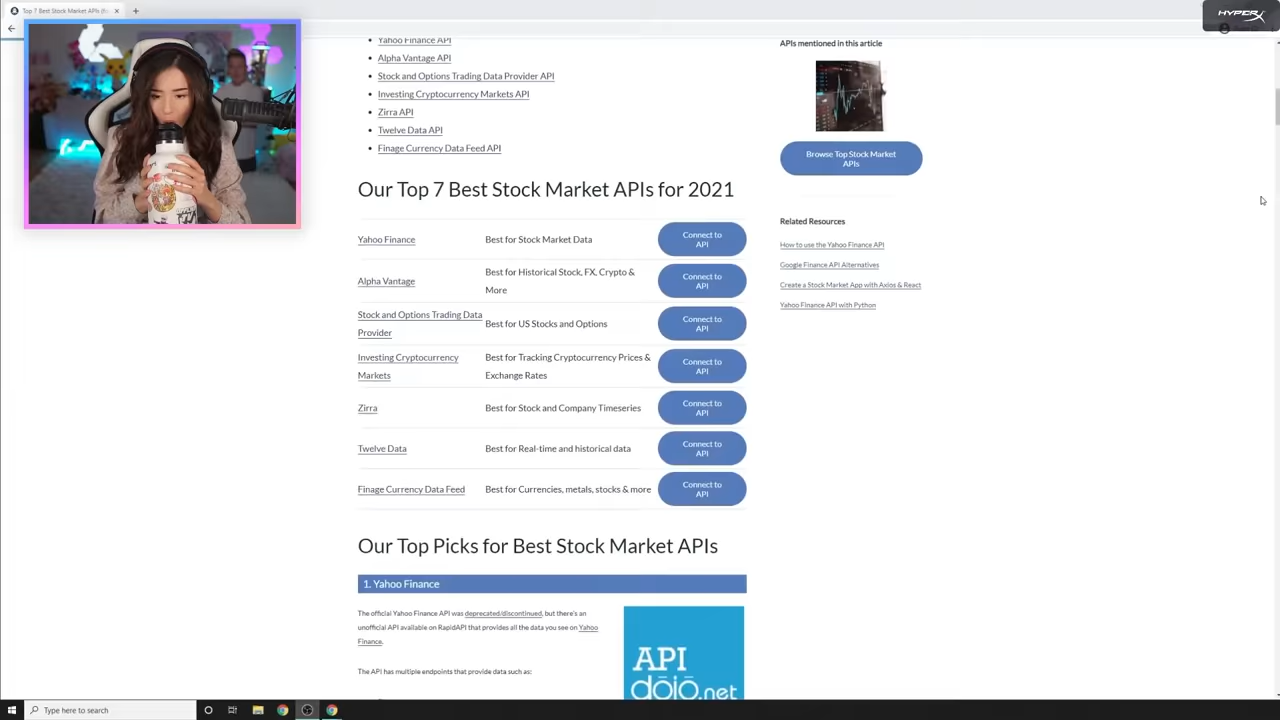 Top 7 Best Stock Market APIs (fo
HYPERX
Yahoo Finance API
Alpha Vantage API
Stock and Options Trading Data Provider API
Investing Cryptocurrency Markets API
Zirra API
Twelve Data API
Finage Currency Data Feed API
Our Top 7 Best Stock Market APIs for 2021
Yahoo Finance
Best for Stock Market Data
Connect to
API
Alpha Vantage
Best for Historical Stock, FX, Crypto &
More
Connect to
API
Stock and Options Trading Data
Provider
Best for US Stocks and Options
Connect to
API
Investing Cryptocurrency
Markets
Best for Tracking Cryptocurrency Prices &
Exchange Rates
Connect to
API
Zirra
Best for Stock and Company Timeseries
Connect to
API
Twelve Data
Best for Real-time and historical data
Connect to
API
Finage Currency Data Feed
Best for Currencies, metals, stocks & more
Connect to
API
Our Top Picks for Best Stock Market APIs
1. Yahoo Finance
The official Yahoo Finance API was deprecated/discontinued, but there's an
unofficial API available on RapidAPI that provides all the data you see on Yahoo
Finance.
The API has multiple endpoints that provide data such as:
API
dōjō.net
APIs mentioned in this article
Browse Top Stock Market
APIs
Related Resources
How to use the Yahoo Finance API
Google Finance API Alternatives
Create a Stock Market App with Axios & React
Yahoo Finance API with Python
Type here to search